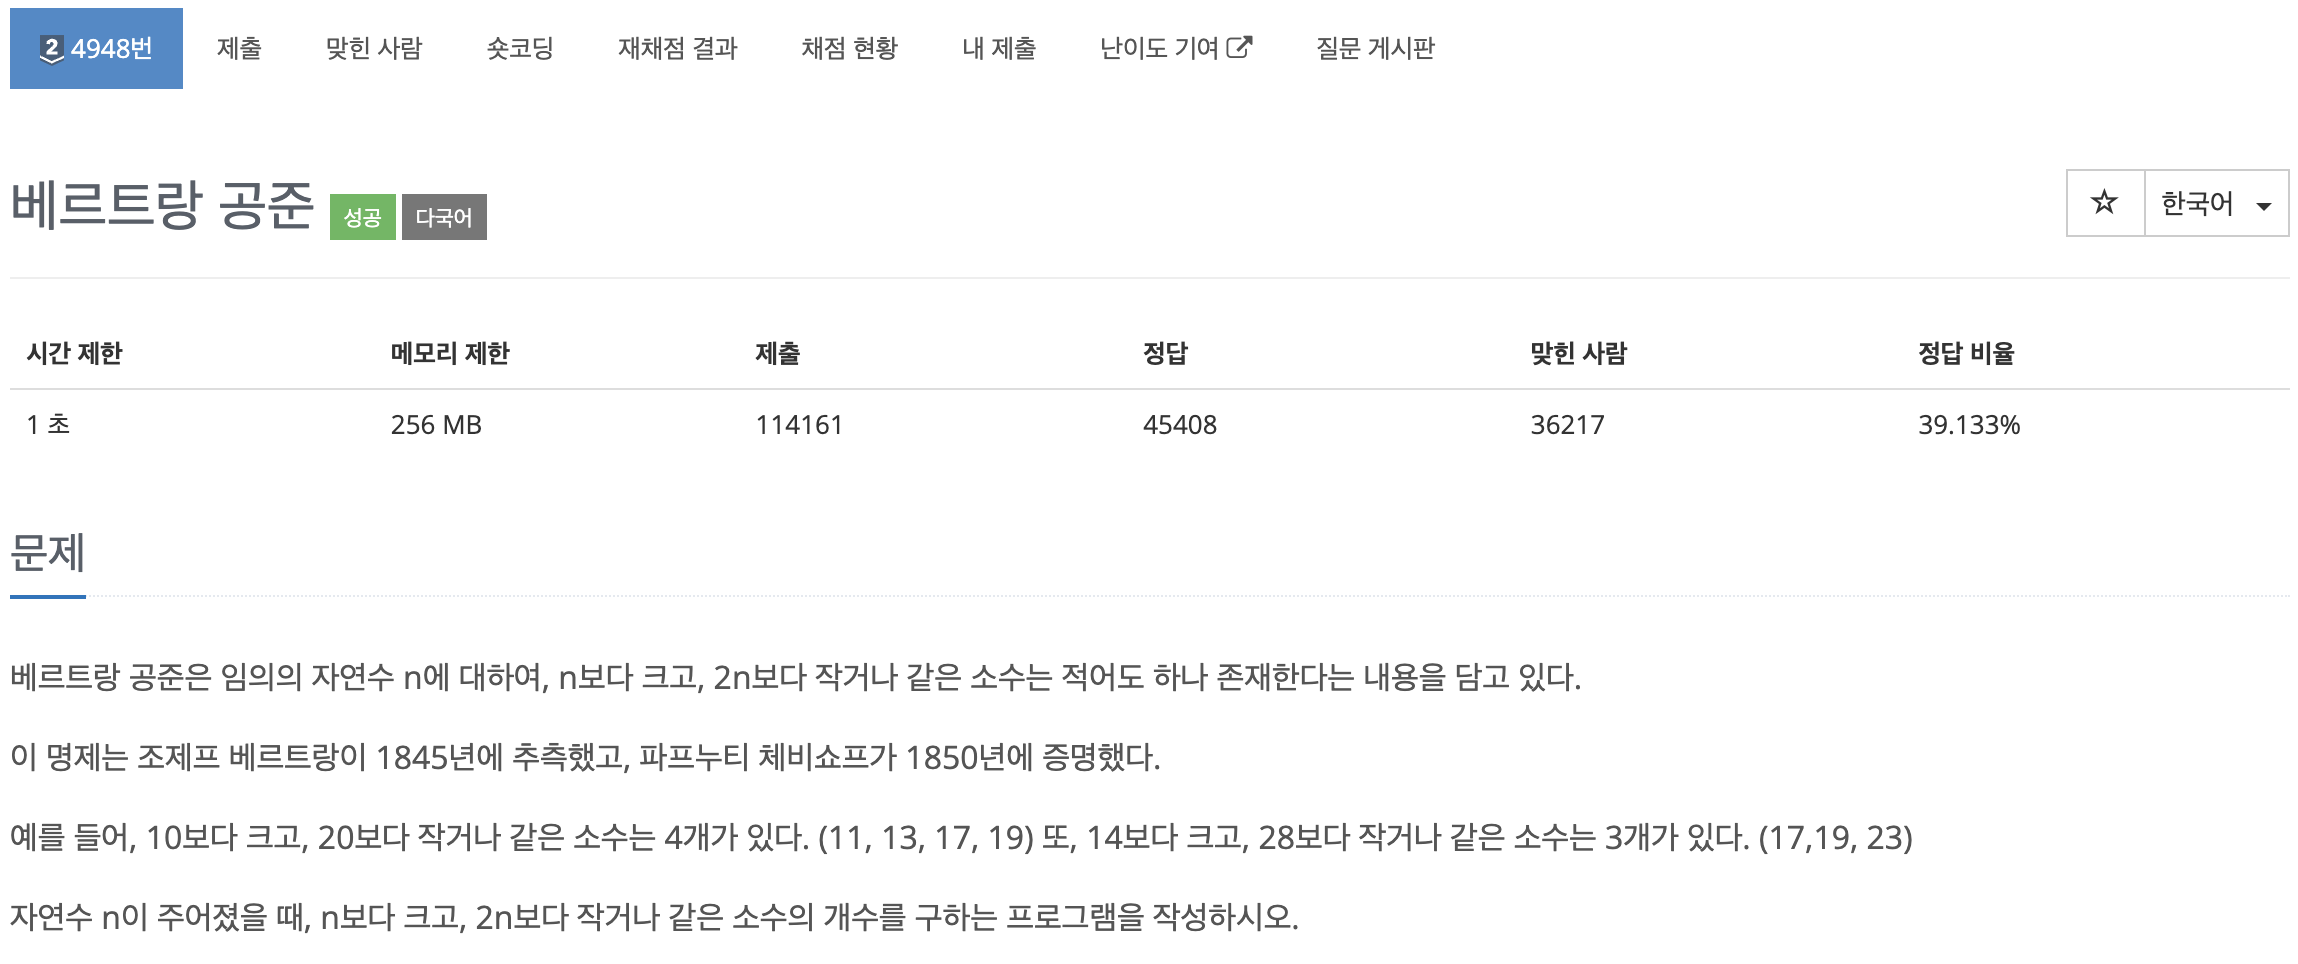 2 4948번 제출 맞힌 사람 숏코딩 재채점 결과 채점 현황 내 제출 난이도 기여 질문 게시판
베르트랑 공준 성공 다국어 한국어
시간 제한 메모리 제한 제출 정답 맞힌 사람 정답 비율
1 초 256 MB 114161 45408 36217 39.133%
문제
베르트랑 공준은 임의의 자연수 n에 대하여, n보다 크고, 2n보다 작거나 같은 소수는 적어도 하나 존재한다는 내용을 담고 있다.
이 명제는 조제프 베르트랑이 1845년에 추측했고, 파프누티 체비쇼프가 1850년에 증명했다.
예를 들어, 10보다 크고, 20보다 작거나 같은 소수는 4개가 있다. (11, 13, 17, 19) 또, 14보다 크고, 28보다 작거나 같은 소수는 3개가 있다. (17,19, 23)
자연수 n이 주어졌을 때, n보다 크고, 2n보다 작거나 같은 소수의 개수를 구하는 프로그램을 작성하시오.